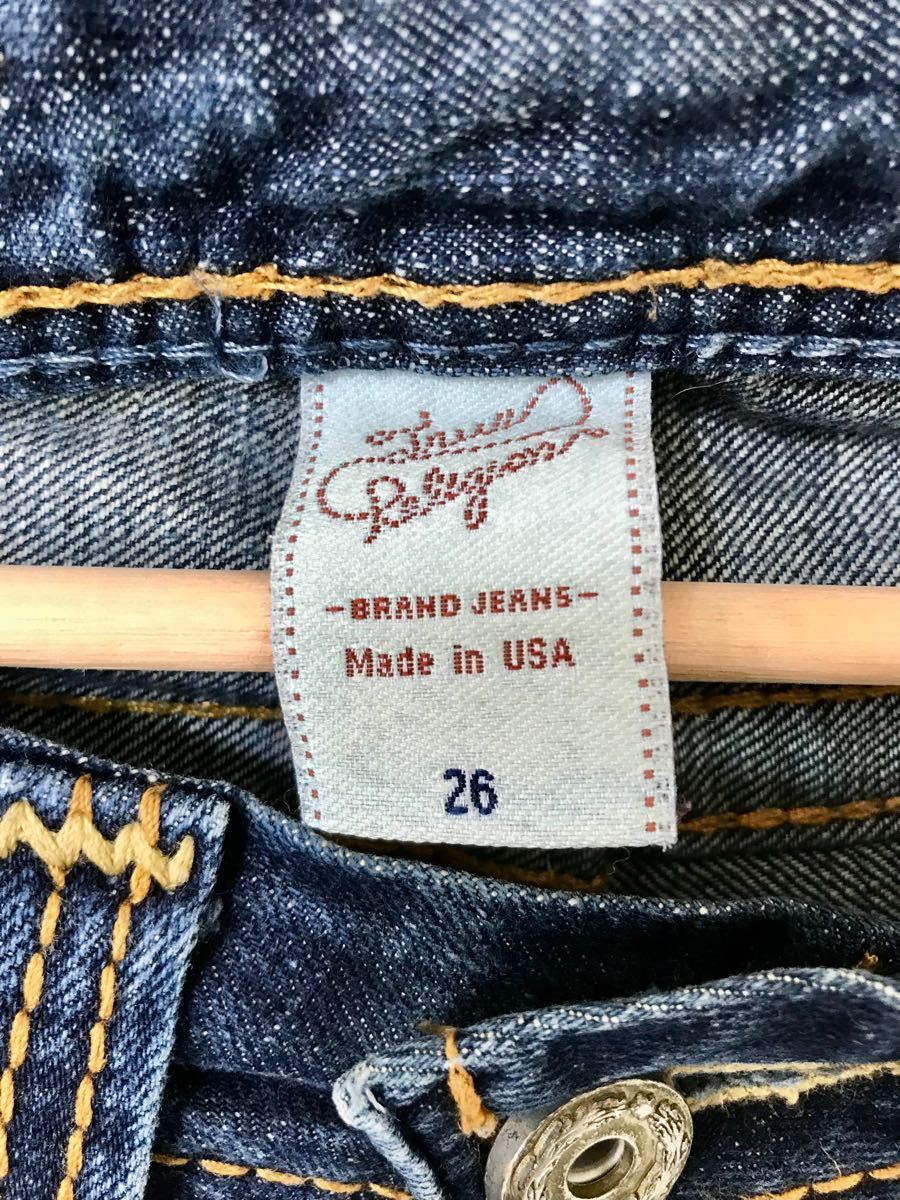 True
Religion
-BRAND JEANS-
Made in USA
26